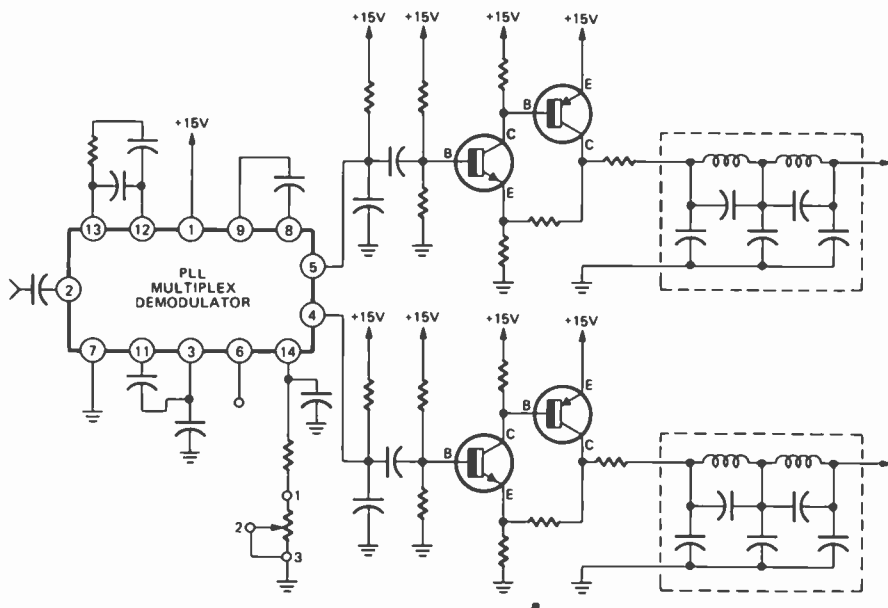 +15V +15V +15V +15V
E
B
C
B
C
E
+15V
13 12 1 9 8
5
2
PLL
MULTIPLEX
DEMODULATOR
4
7 11 3 6 14
+15V +15V +15V +15V
E
B
C
B
C
E
1
2
3